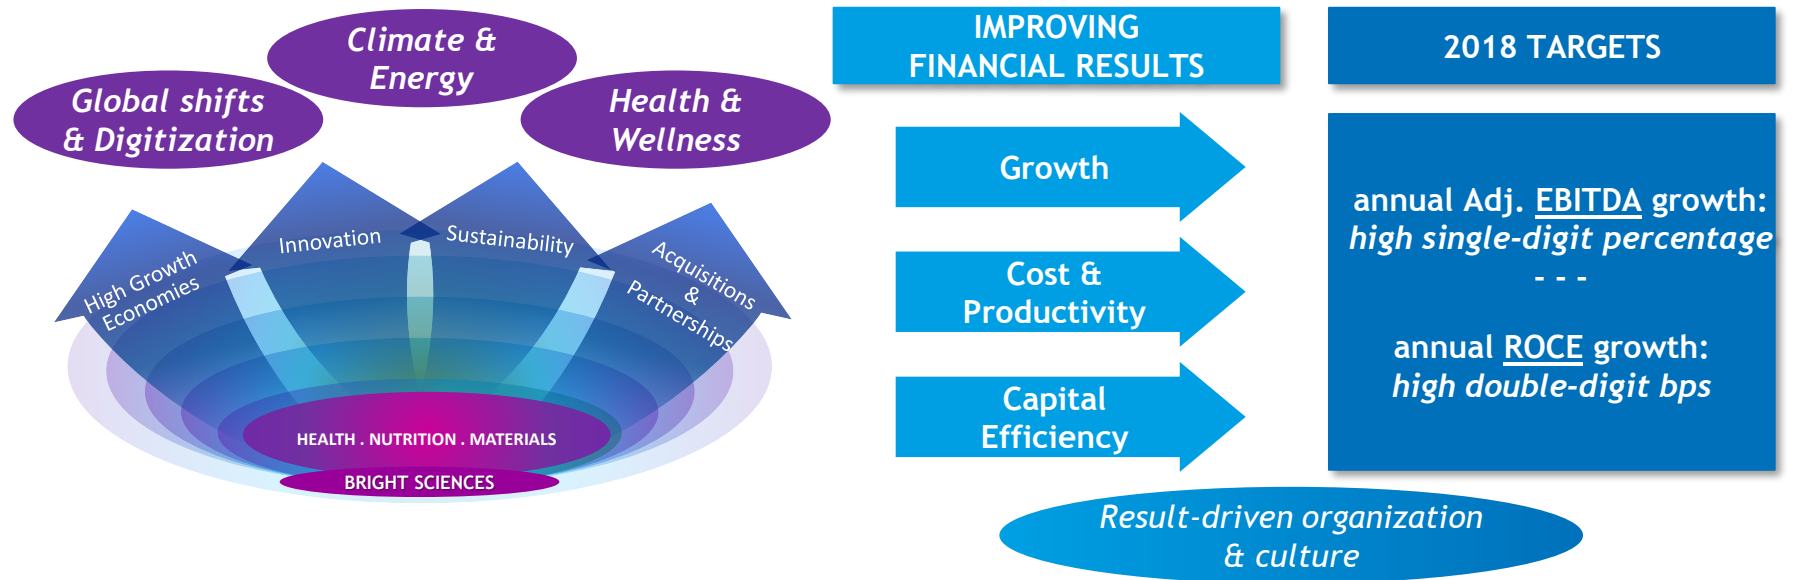 Climate &
Energy
Global shifts
& Digitization
Health &
Wellness
High Growth
Economies
Innovation
Sustainability
Acquisitions
&
Partnerships
HEALTH . NUTRITION . MATERIALS
BRIGHT SCIENCES
IMPROVING
FINANCIAL RESULTS
Growth
Cost &
Productivity
Capital
Efficiency
2018 TARGETS
annual Adj. EBITDA growth:
high single-digit percentage
- - -
annual ROCE growth:
high double-digit bps
Result-driven organization
& culture